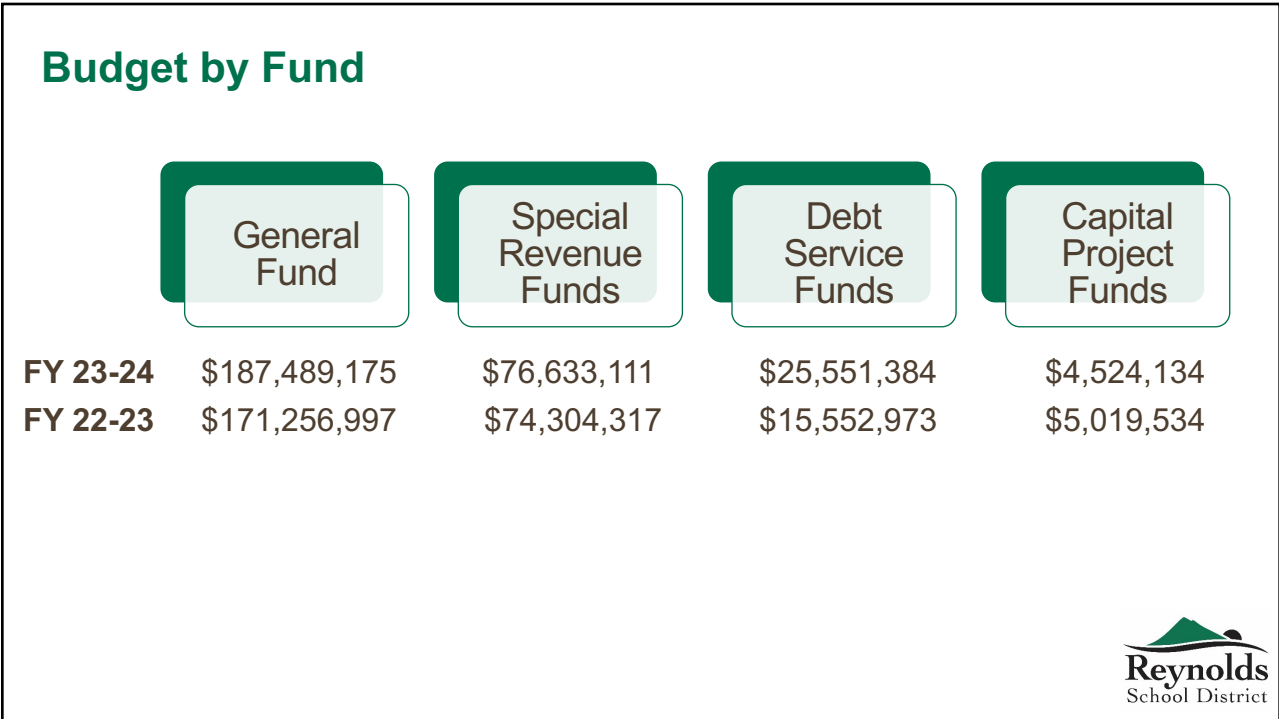 Budget by Fund
General
Fund
Special
Revenue
Funds
Debt
Service
Funds
Capital
Project
Funds
FY 23-24 $187,489,175 $76,633,111 $25,551,384 $4,524,134
FY 22-23 $171,256,997 $74,304,317 $15,552,973 $5,019,534
Reynolds
School District